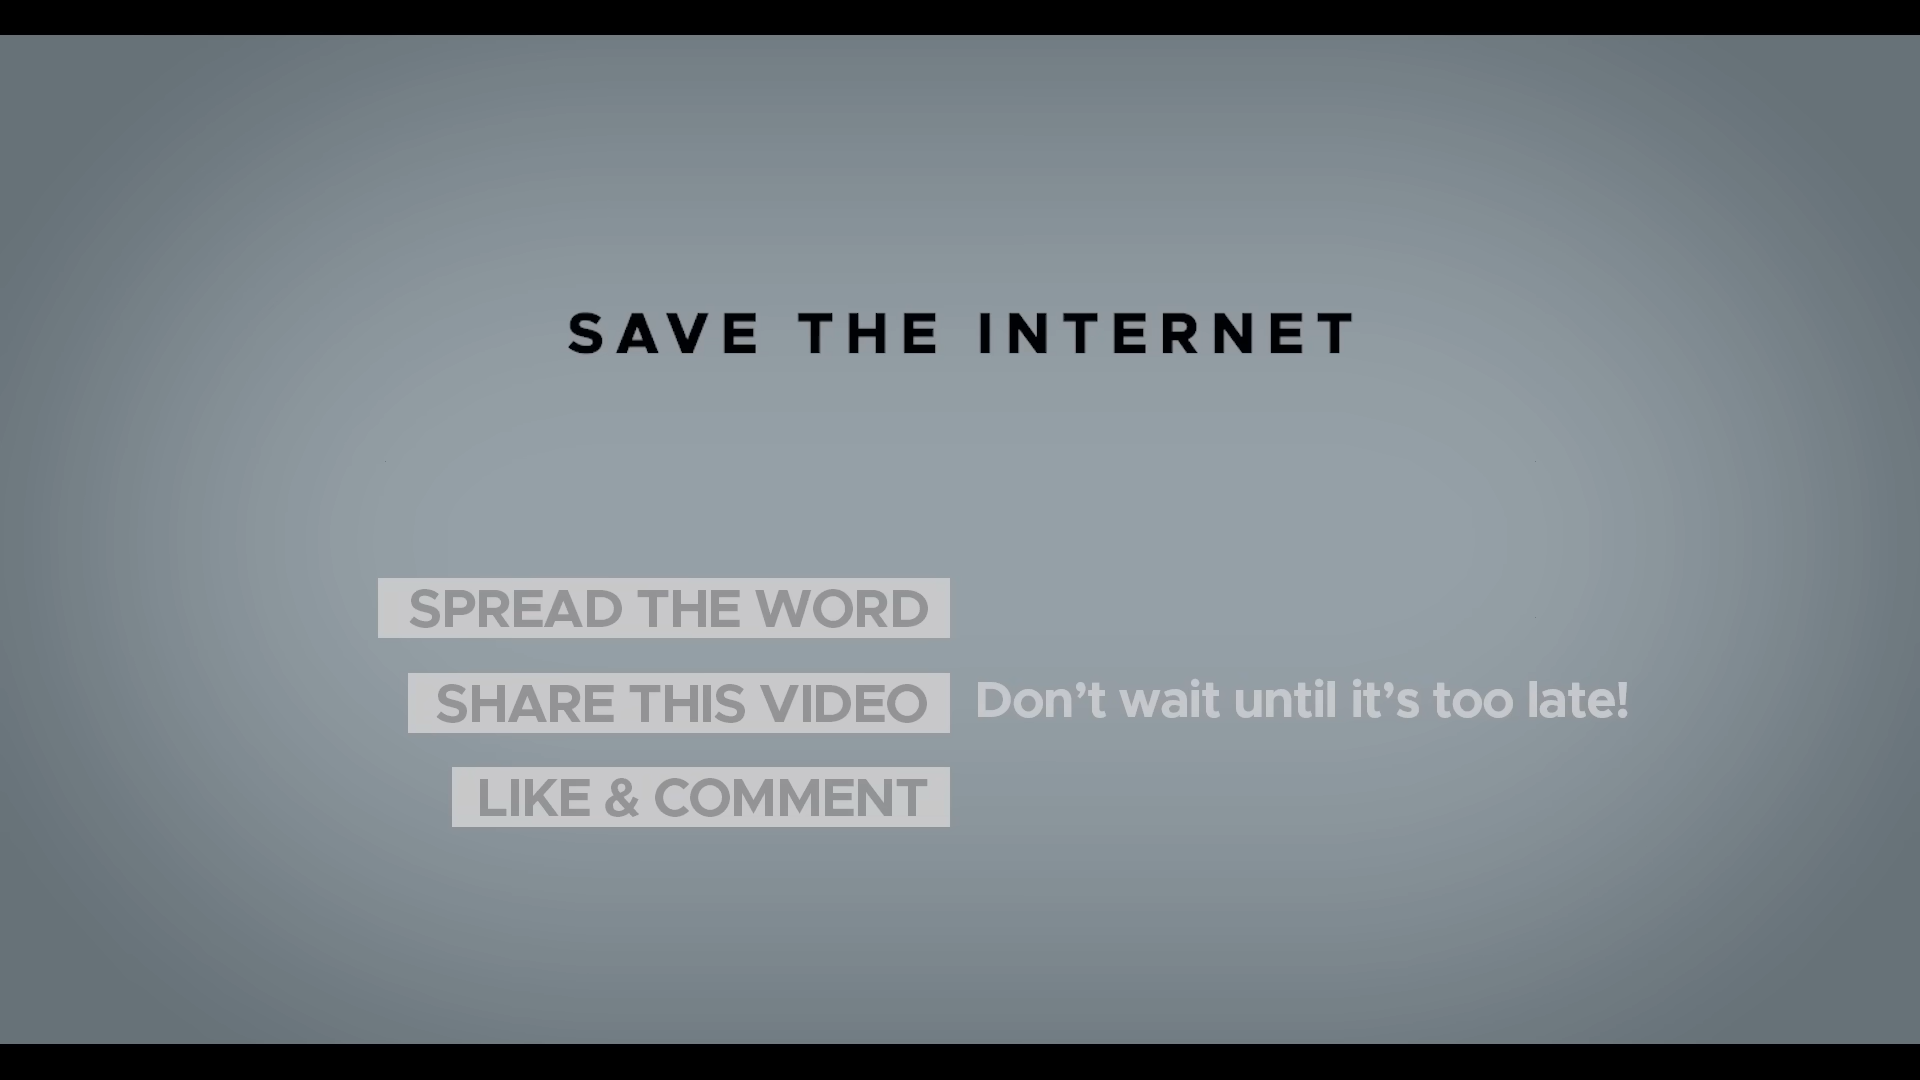 SAVE THE INTERNET
SPREAD THE WORD
SHARE THIS VIDEO
Don’t wait until it’s too late!
LIKE & COMMENT